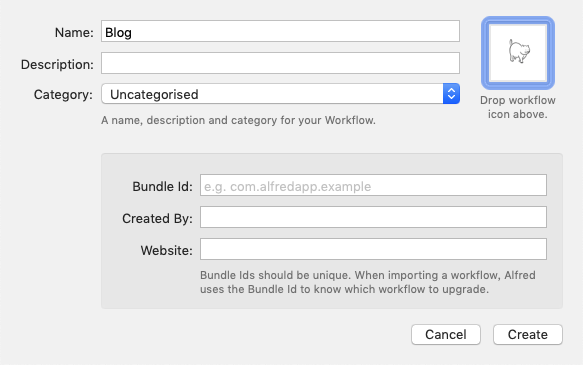 Name: Blog
Description:
Category: Uncategorised
Drop workflow
icon above.
A name, description and category for your Workflow.
Bundle Id: e.g. com.alfredapp.example
Created By:
Website:
Bundle Ids should be unique. When importing a workflow, Alfred
uses the Bundle Id to know which workflow to upgrade.
Cancel Create